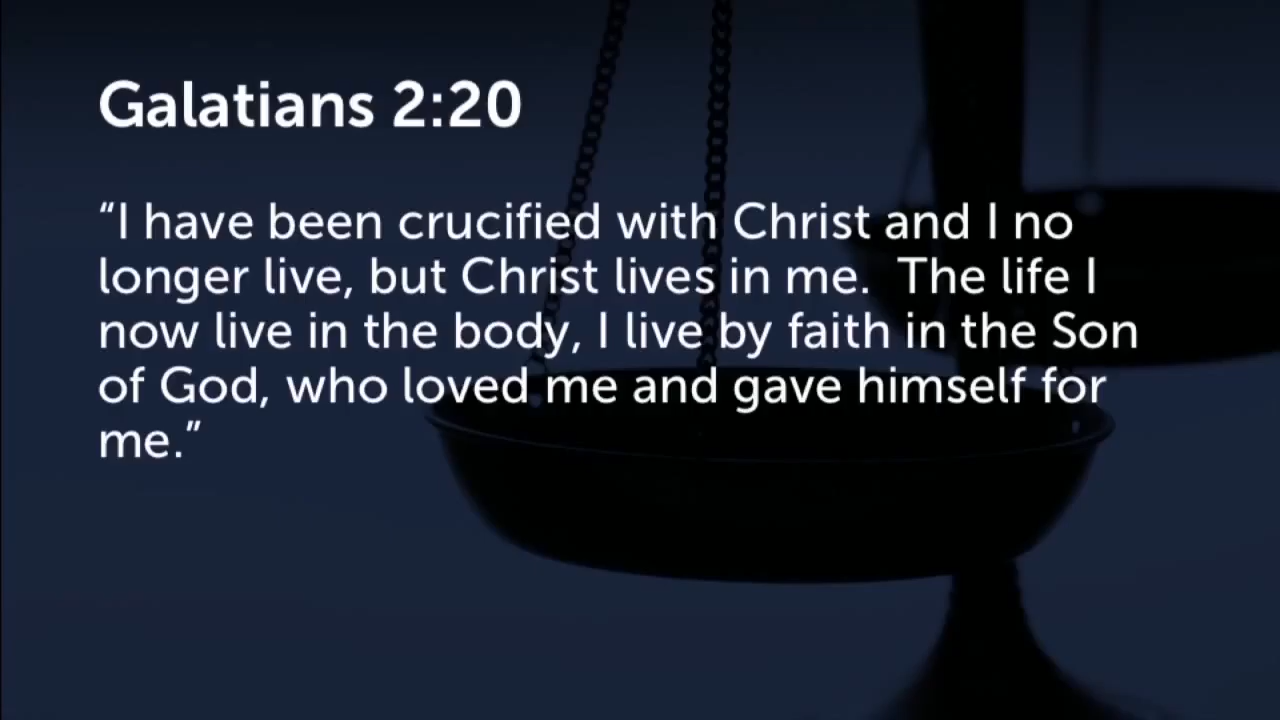 Galatians 2:20
“I have been crucified with Christ and I no
longer live, but Christ lives in me.  The life I
now live in the body, I live by faith in the Son
of God, who loved me and gave himself for
me.”